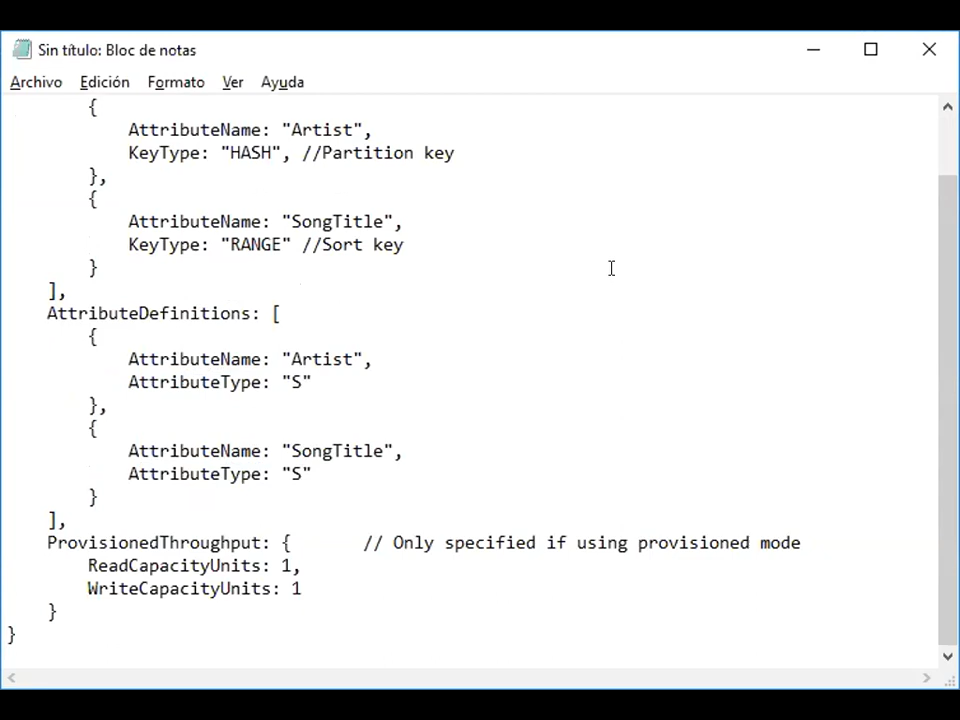 Sin título: Bloc de notas
Archivo Edición Formato Ver Ayuda
{
AttributeName: "Artist",
KeyType: "HASH", //Partition key
},
{
AttributeName: "SongTitle",
KeyType: "RANGE" //Sort key
}
],
AttributeDefinitions: [
{
AttributeName: "Artist",
AttributeType: "S"
},
{
AttributeName: "SongTitle",
AttributeType: "S"
}
],
ProvisionedThroughput: { // Only specified if using provisioned mode
ReadCapacityUnits: 1,
WriteCapacityUnits: 1
}
}